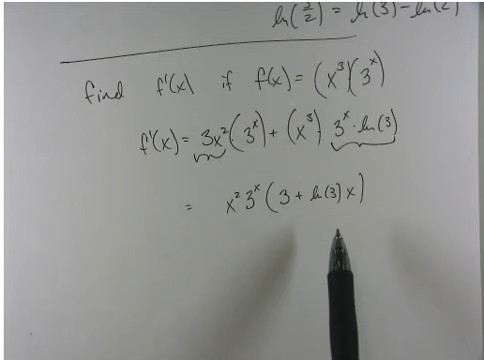 ln(3/2) = ln(3) - ln(2)
find f'(x) if f(x) = (x³)(3ˣ)
f'(x) = 3x²(3ˣ) + (x³) 3ˣ · ln(3)
= x² 3ˣ (3 + ln(3) x)